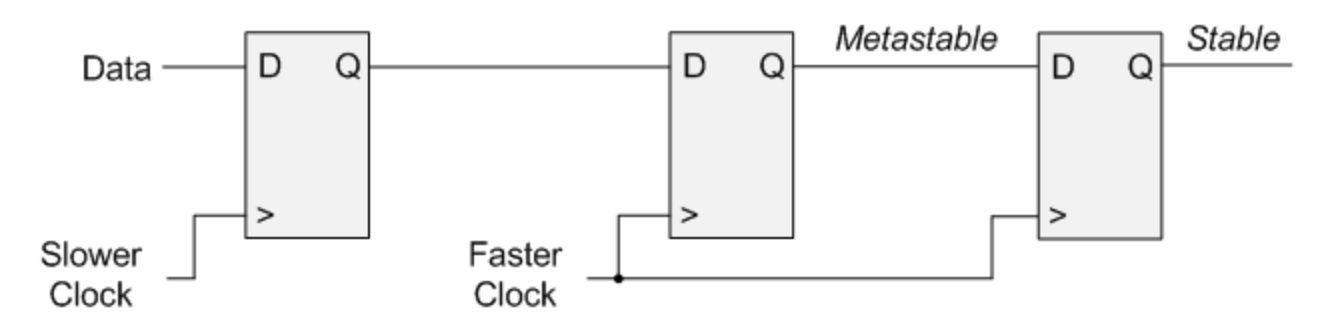 Metastable
Stable
Data
D
Q
D
Q
D
Q
>
>
>
Slower
Clock
Faster
Clock